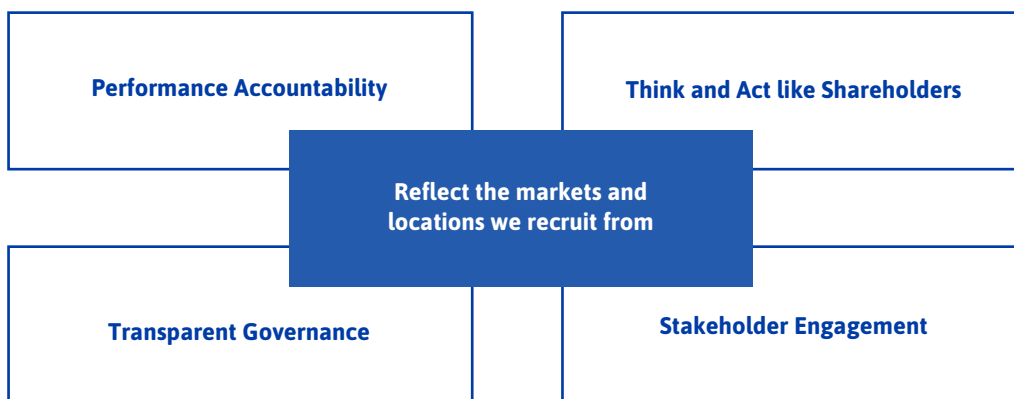 Performance Accountability
Think and Act like Shareholders
Reflect the markets and
locations we recruit from
Transparent Governance
Stakeholder Engagement